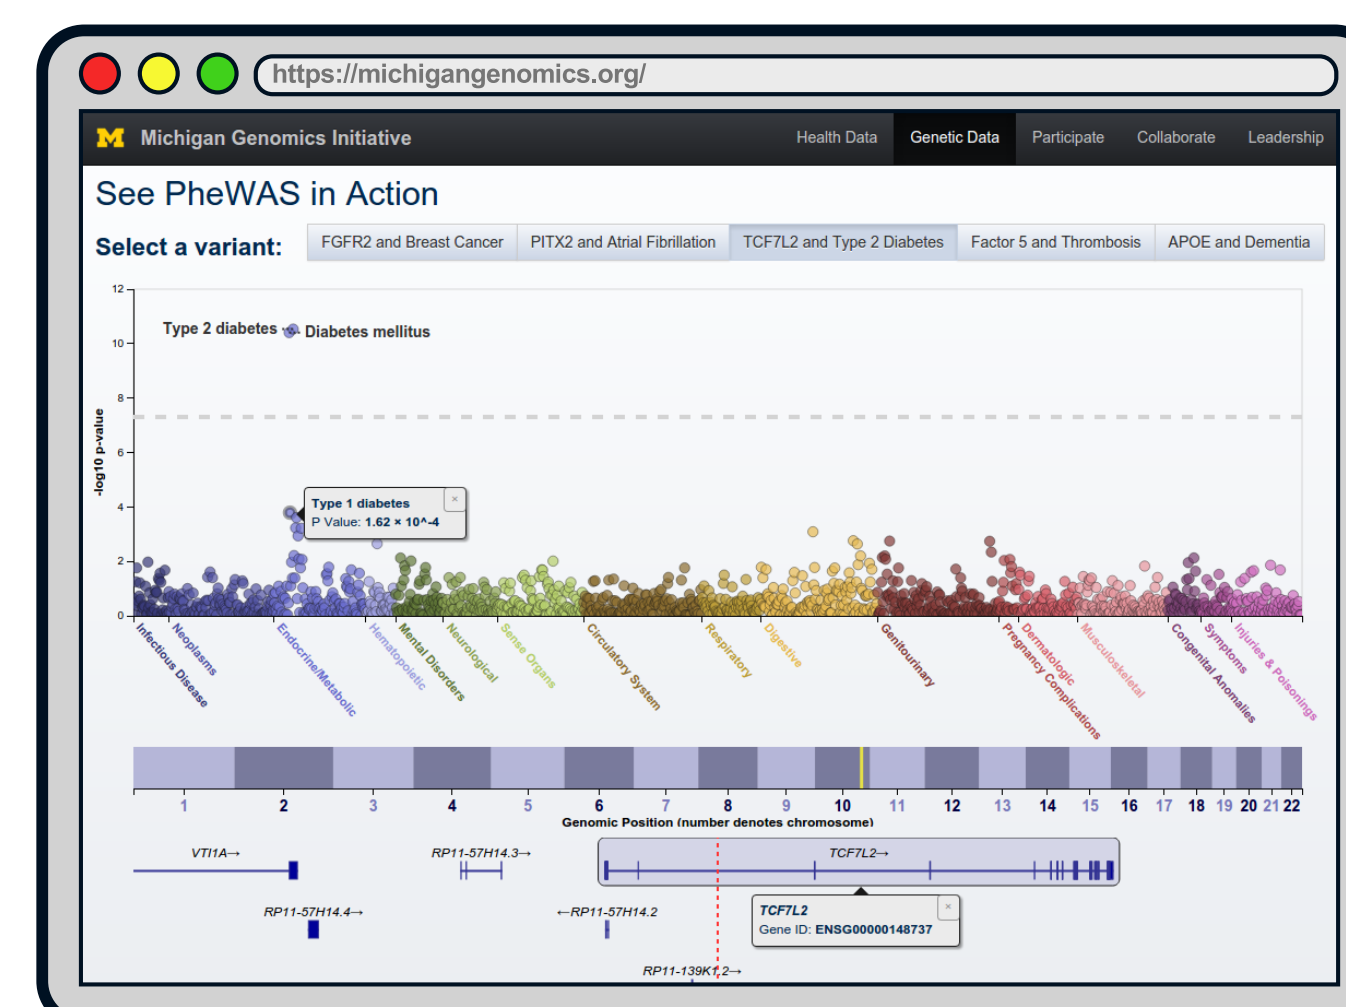 https://michigangenomics.org/
M Michigan Genomics Initiative Health Data Genetic Data Participate Collaborate Leadership
See PheWAS in Action
Select a variant: FGFR2 and Breast Cancer PITX2 and Atrial Fibrillation TCF7L2 and Type 2 Diabetes Factor 5 and Thrombosis APOE and Dementia
12
Type 2 diabetes Diabetes mellitus
10
8
-log10 p-value
6
4
Type 1 diabetes ×
P Value: 1.62 × 10^-4
2
0
Infectious Disease
Neoplasms
Endocrine/Metabolic
Hematopoietic
Mental Disorders
Neurological
Sense Organs
Circulatory System
Respiratory
Digestive
Genitourinary
Pregnancy Complications
Dermatologic
Musculoskeletal
Congenital Anomalies
Symptoms
Injuries & Poisonings
1 2 3 4 5 6 7 8 9 10 11 12 13 14 15 16 17 18 19 20 21 22
Genomic Position (number denotes chromosome)
VTI1A→ RP11-57H14.3→ TCF7L2→
RP11-57H14.4→ ←RP11-57H14.2
TCF7L2 ×
Gene ID: ENSG00000148737
RP11-139K1.2→